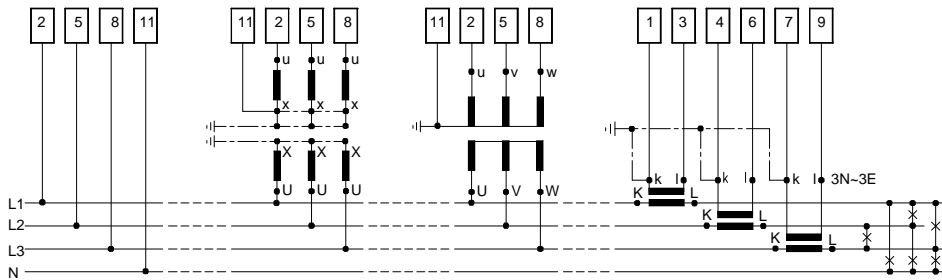 2 5 8 11 11 2 5 8 11 2 5 8 1 3 4 6 7 9
u u u
u v w
x x x
X X X
U U U U V W
k l k l k l 3N~3E
K L
L1
K L
L2
K L
L3
N